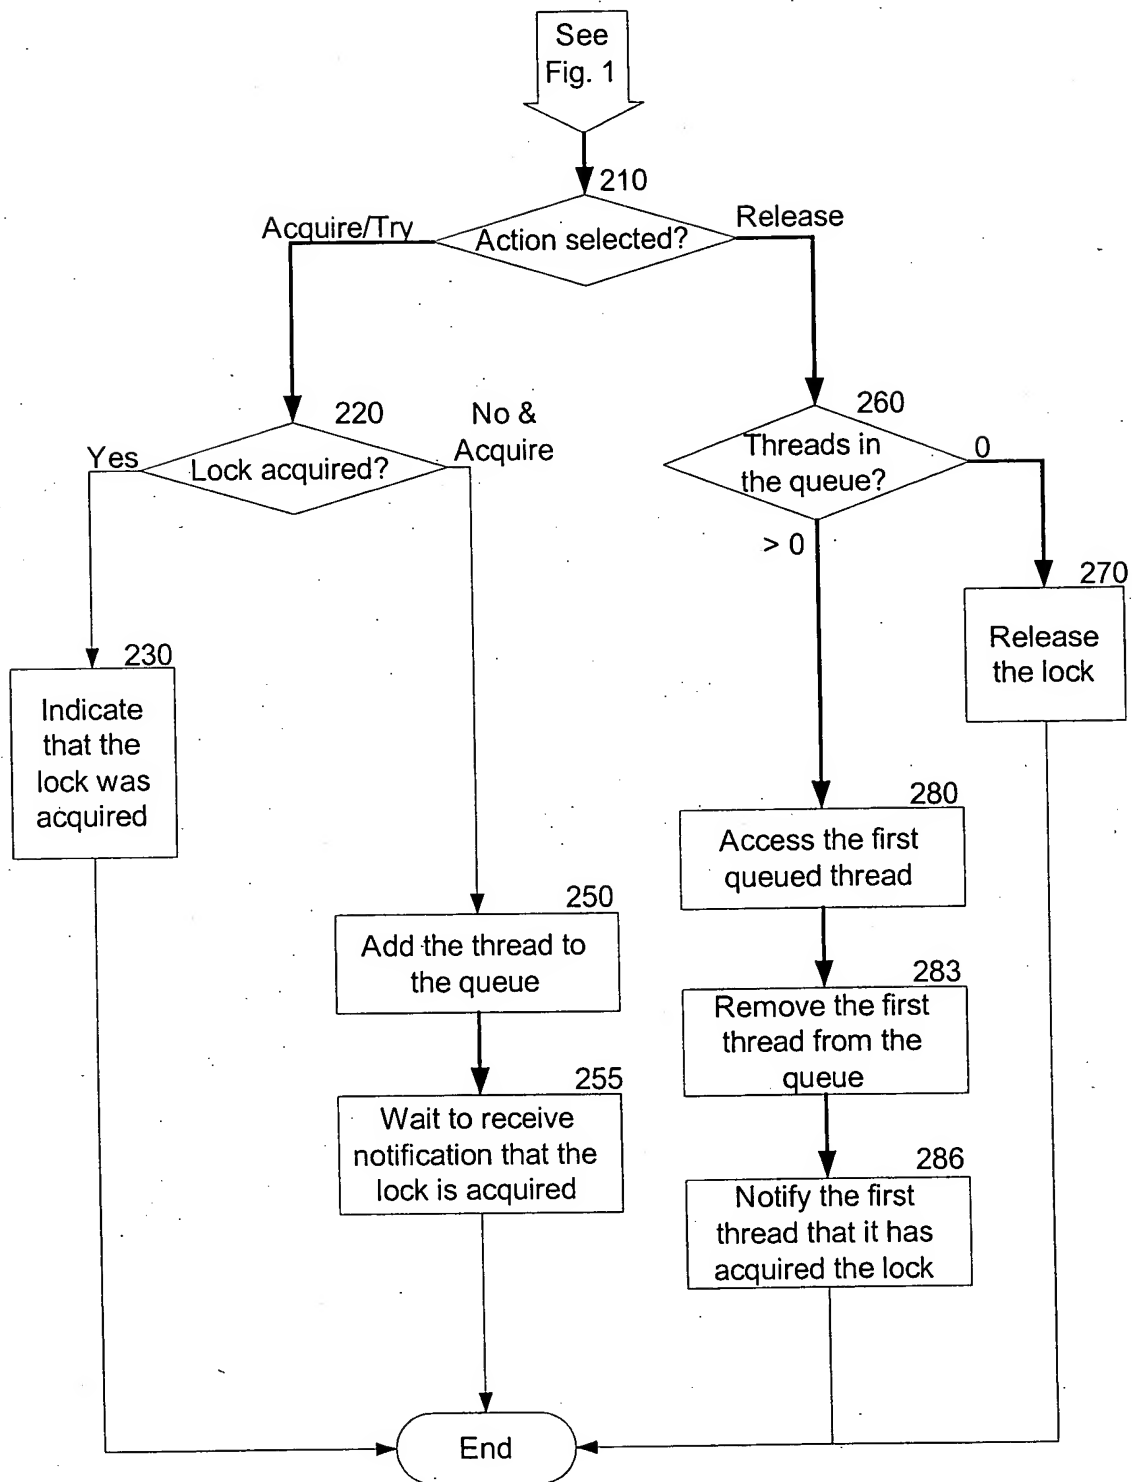 See
Fig. 1
210
Acquire/Try
Action selected?
Release
220
No &
Acquire
Yes
Lock acquired?
260
Threads in
the queue?
0
> 0
270
Release
the lock
230
Indicate
that the
lock was
acquired
280
Access the first
queued thread
250
Add the thread to
the queue
283
Remove the first
thread from the
queue
255
Wait to receive
notification that the
lock is acquired
286
Notify the first
thread that it has
acquired the lock
End